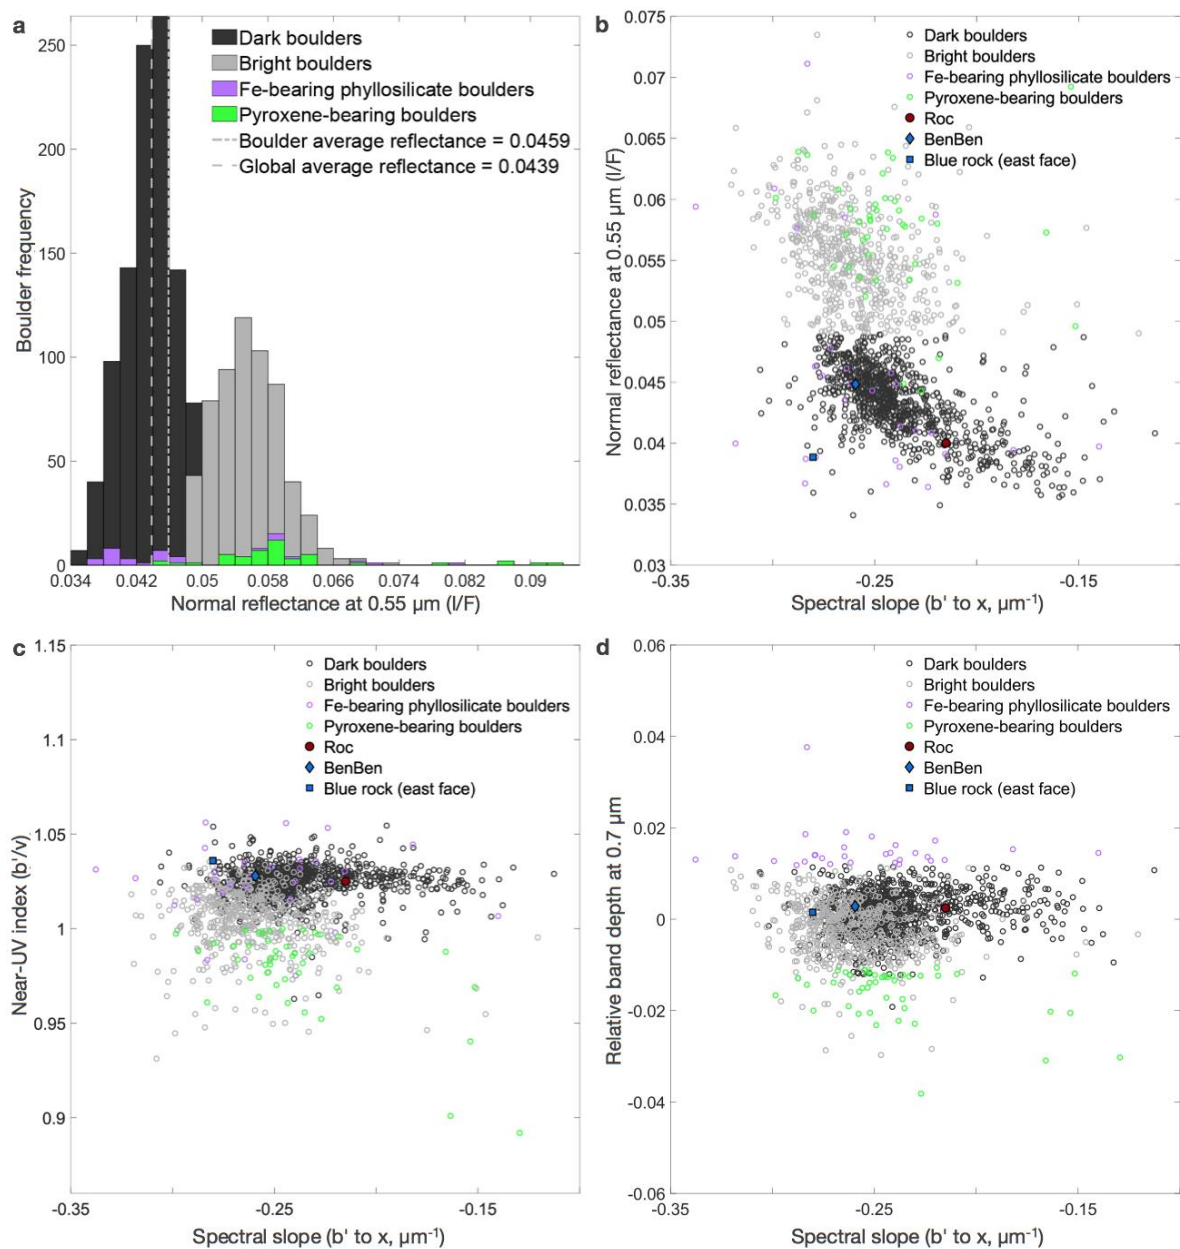 a
Dark boulders
Bright boulders
Fe-bearing phyllosilicate boulders
Pyroxene-bearing boulders
Boulder average reflectance = 0.0459
Global average reflectance = 0.0439
250
200
150
100
50
0
Boulder frequency
0.034 0.042 0.05 0.058 0.066 0.074 0.082 0.09
Normal reflectance at 0.55 µm (I/F)
b
Dark boulders
Bright boulders
Fe-bearing phyllosilicate boulders
Pyroxene-bearing boulders
Roc
BenBen
Blue rock (east face)
0.075
0.07
0.065
0.06
0.055
0.05
0.045
0.04
0.035
0.03
Normal reflectance at 0.55 µm (I/F)
-0.35 -0.25 -0.15
Spectral slope (b' to x, µm⁻¹)
c
Dark boulders
Bright boulders
Fe-bearing phyllosilicate boulders
Pyroxene-bearing boulders
Roc
BenBen
Blue rock (east face)
1.15
1.1
1.05
1
0.95
0.9
Near-UV index (b'/v)
-0.35 -0.25 -0.15
Spectral slope (b' to x, µm⁻¹)
d
Dark boulders
Bright boulders
Fe-bearing phyllosilicate boulders
Pyroxene-bearing boulders
Roc
BenBen
Blue rock (east face)
0.06
0.04
0.02
0
-0.02
-0.04
-0.06
Relative band depth at 0.7 µm
-0.35 -0.25 -0.15
Spectral slope (b' to x, µm⁻¹)